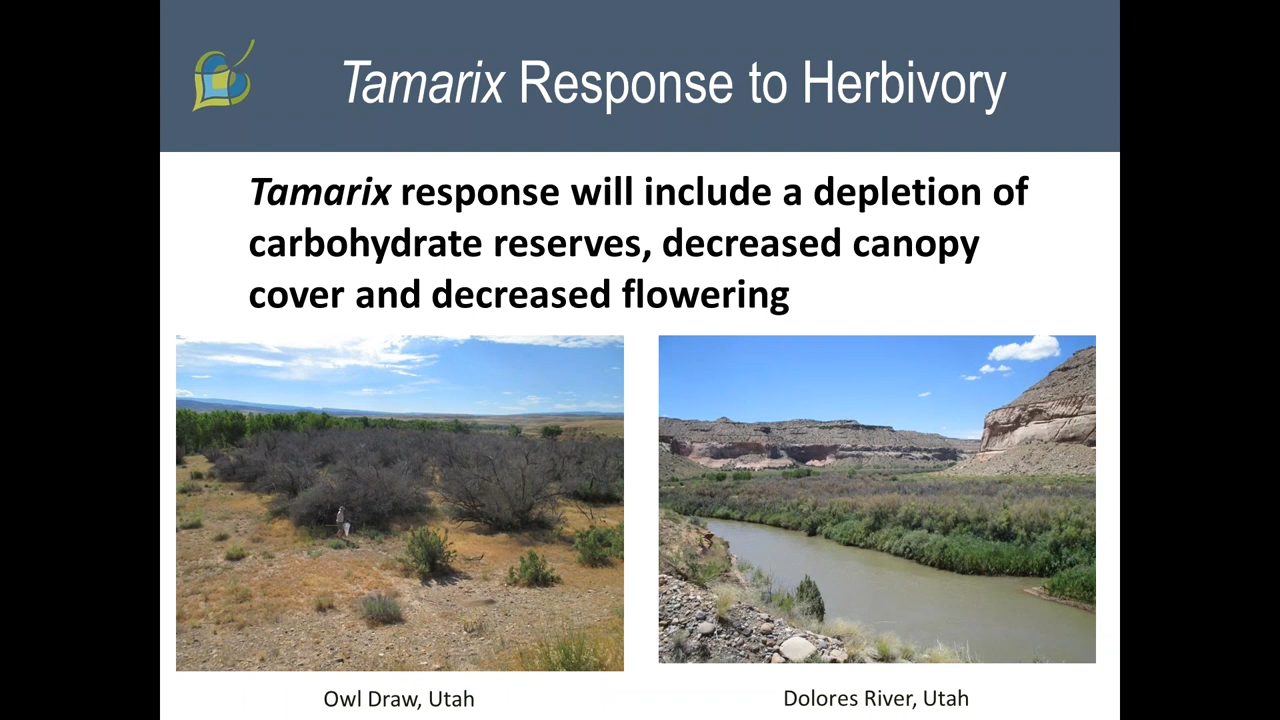 Tamarix Response to Herbivory
Tamarix response will include a depletion of
carbohydrate reserves, decreased canopy
cover and decreased flowering
Owl Draw, Utah
Dolores River, Utah